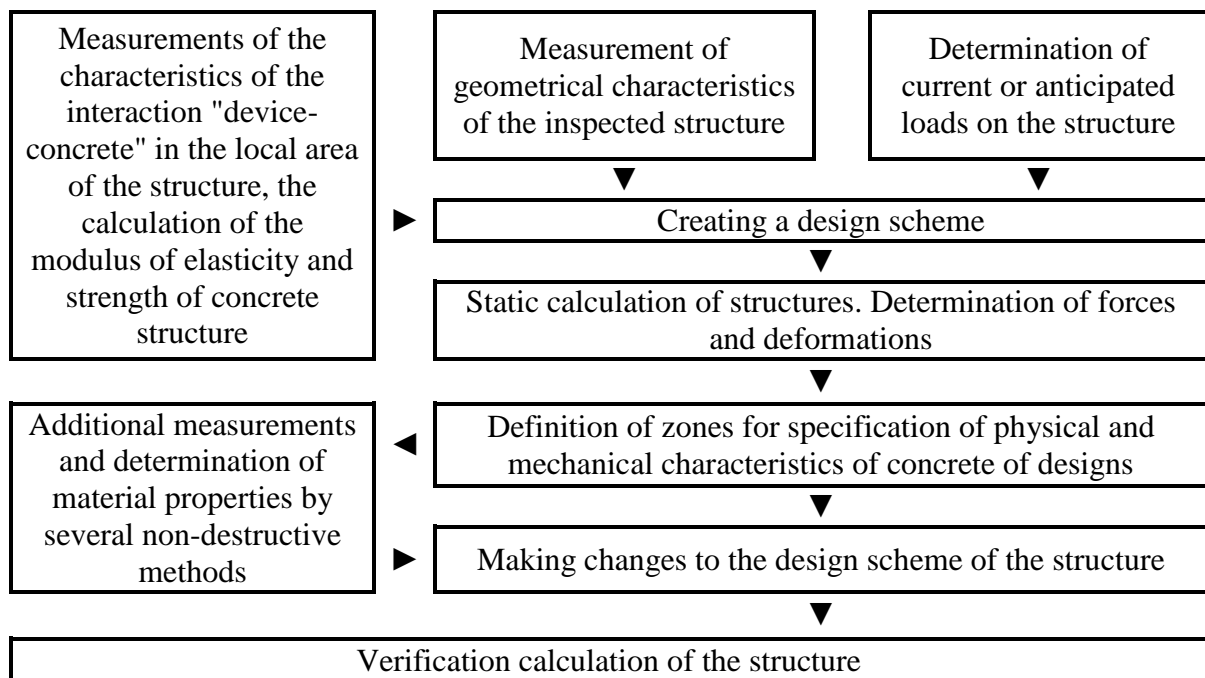 Measurements of the
characteristics of the
interaction "device-
concrete" in the local area
of the structure, the
calculation of the
modulus of elasticity and
strength of concrete
structure
Measurement of
geometrical characteristics
of the inspected structure
Determination of
current or anticipated
loads on the structure
Creating a design scheme
Static calculation of structures. Determination of forces
and deformations
Additional measurements
and determination of
material properties by
several non-destructive
methods
Definition of zones for specification of physical and
mechanical characteristics of concrete of designs
Making changes to the design scheme of the structure
Verification calculation of the structure